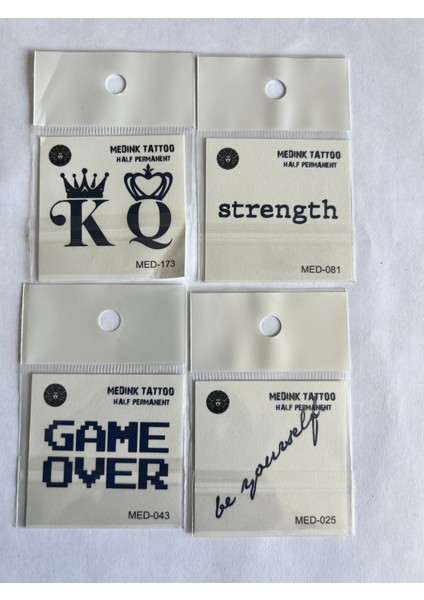 MEDINK TATTOO
HALF PERMANENT
K Q
MED-173
MEDINK TATTOO
HALF PERMANENT
strength
MED-081
MEDINK TATTOO
HALF PERMANENT
GAME
OVER
MED-043
MEDINK TATTOO
HALF PERMANENT
be yourself
MED-025